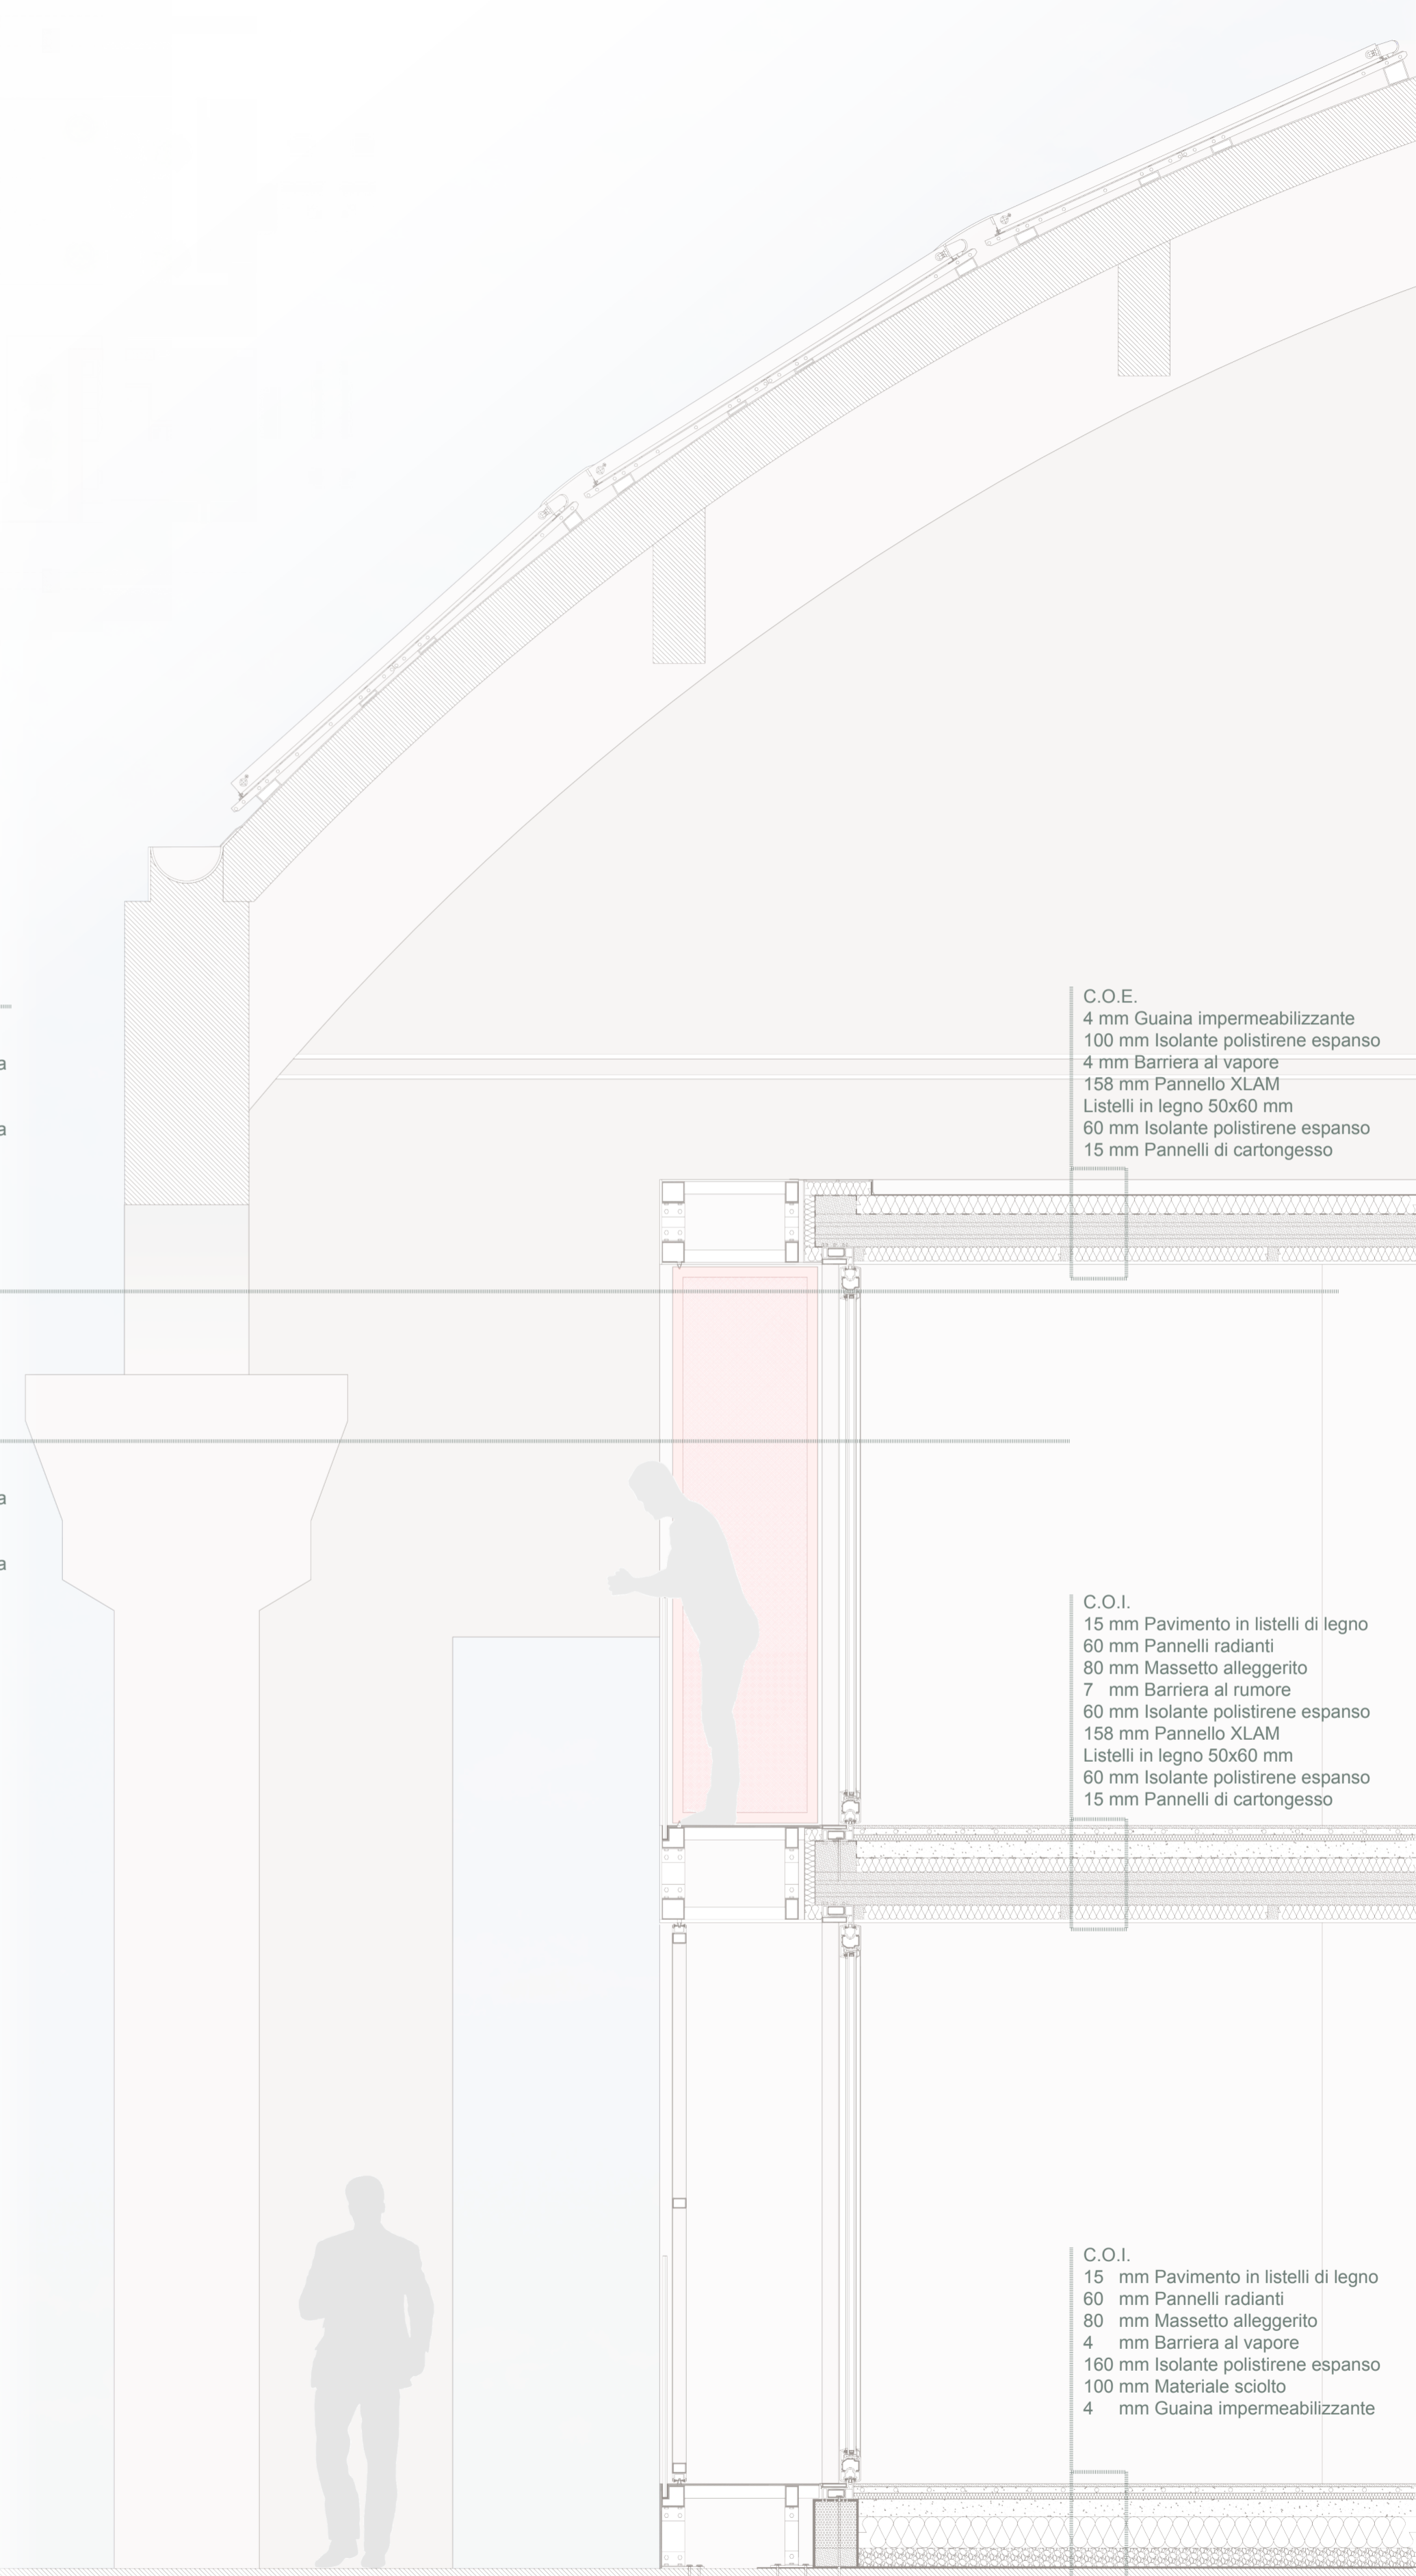 C.O.E.
4 mm Guaina impermeabilizzante
100 mm Isolante polistirene espanso
4 mm Barriera al vapore
158 mm Pannello XLAM
Listelli in legno 50x60 mm
60 mm Isolante polistirene espanso
15 mm Pannelli di cartongesso
a
a
a
a
C.O.I.
15 mm Pavimento in listelli di legno
60 mm Pannelli radianti
80 mm Massetto alleggerito
7 mm Barriera al rumore
60 mm Isolante polistirene espanso
158 mm Pannello XLAM
Listelli in legno 50x60 mm
60 mm Isolante polistirene espanso
15 mm Pannelli di cartongesso
C.O.I.
15 mm Pavimento in listelli di legno
60 mm Pannelli radianti
80 mm Massetto alleggerito
4 mm Barriera al vapore
160 mm Isolante polistirene espanso
100 mm Materiale sciolto
4 mm Guaina impermeabilizzante